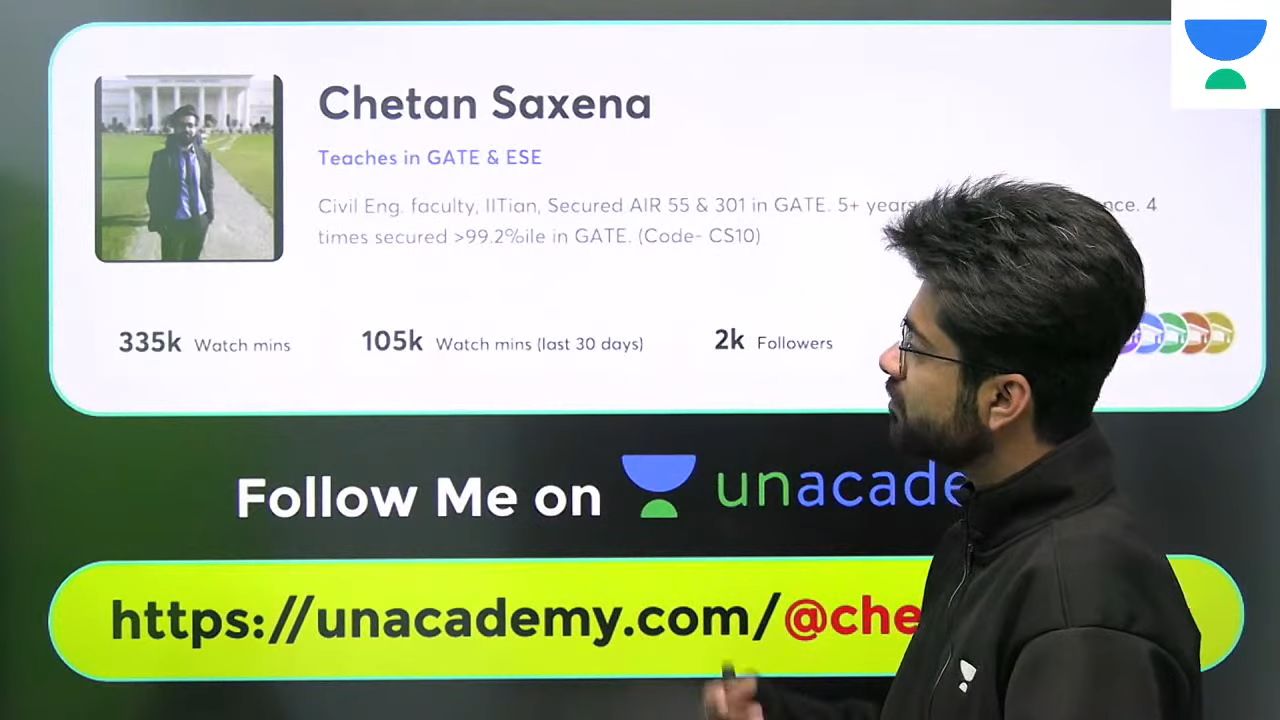 Chetan Saxena
Teaches in GATE & ESE
Civil Eng. faculty, IITian, Secured AIR 55 & 301 in GATE. 5+ years nce. 4
times secured >99.2%ile in GATE. (Code- CS10)
335k Watch mins 105k Watch mins (last 30 days) 2k Followers
Follow Me on unacade
https://unacademy.com/@che